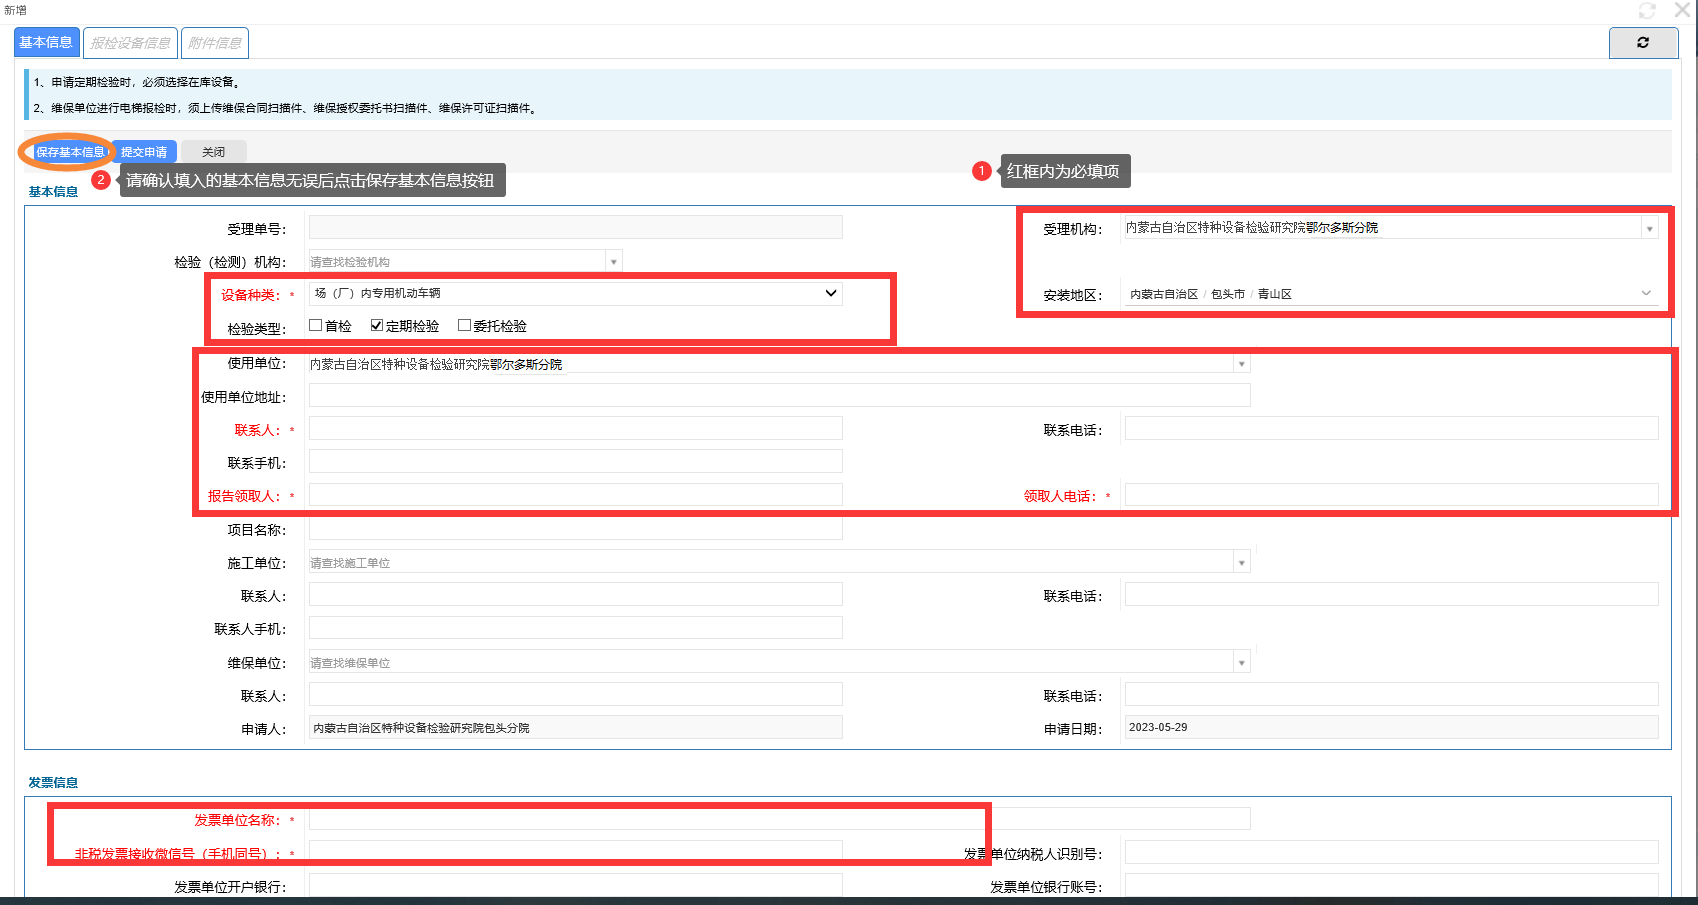 新增
基本信息 报检设备信息 附件信息
1、申请定期检验时，必须选择在库设备。
2、维保单位进行电梯报检时，须上传维保合同扫描件、维保授权委托书扫描件、维保许可证扫描件。
保存基本信息 提交申请 关闭
2 请确认填入的基本信息无误后点击保存基本信息按钮 1 红框内为必填项
基本信息
受理单号： 受理机构： 内蒙古自治区特种设备检验研究院鄂尔多斯分院
检验（检测）机构： 请查找检验机构
设备种类：* 场（厂）内专用机动车辆 安装地区： 内蒙古自治区 / 包头市 / 青山区
检验类型： 首检 定期检验 委托检验
使用单位： 内蒙古自治区特种设备检验研究院鄂尔多斯分院
使用单位地址：
联系人：* 联系电话：
联系手机：
报告领取人：* 领取人电话：*
项目名称：
施工单位： 请查找施工单位
联系人： 联系电话：
联系人手机：
维保单位： 请查找维保单位
联系人： 联系电话：
申请人： 内蒙古自治区特种设备检验研究院包头分院 申请日期： 2023-05-29
发票信息
发票单位名称：*
非税发票接收微信号（手机同号）：* 发票单位纳税人识别号：
发票单位开户银行： 发票单位银行账号：